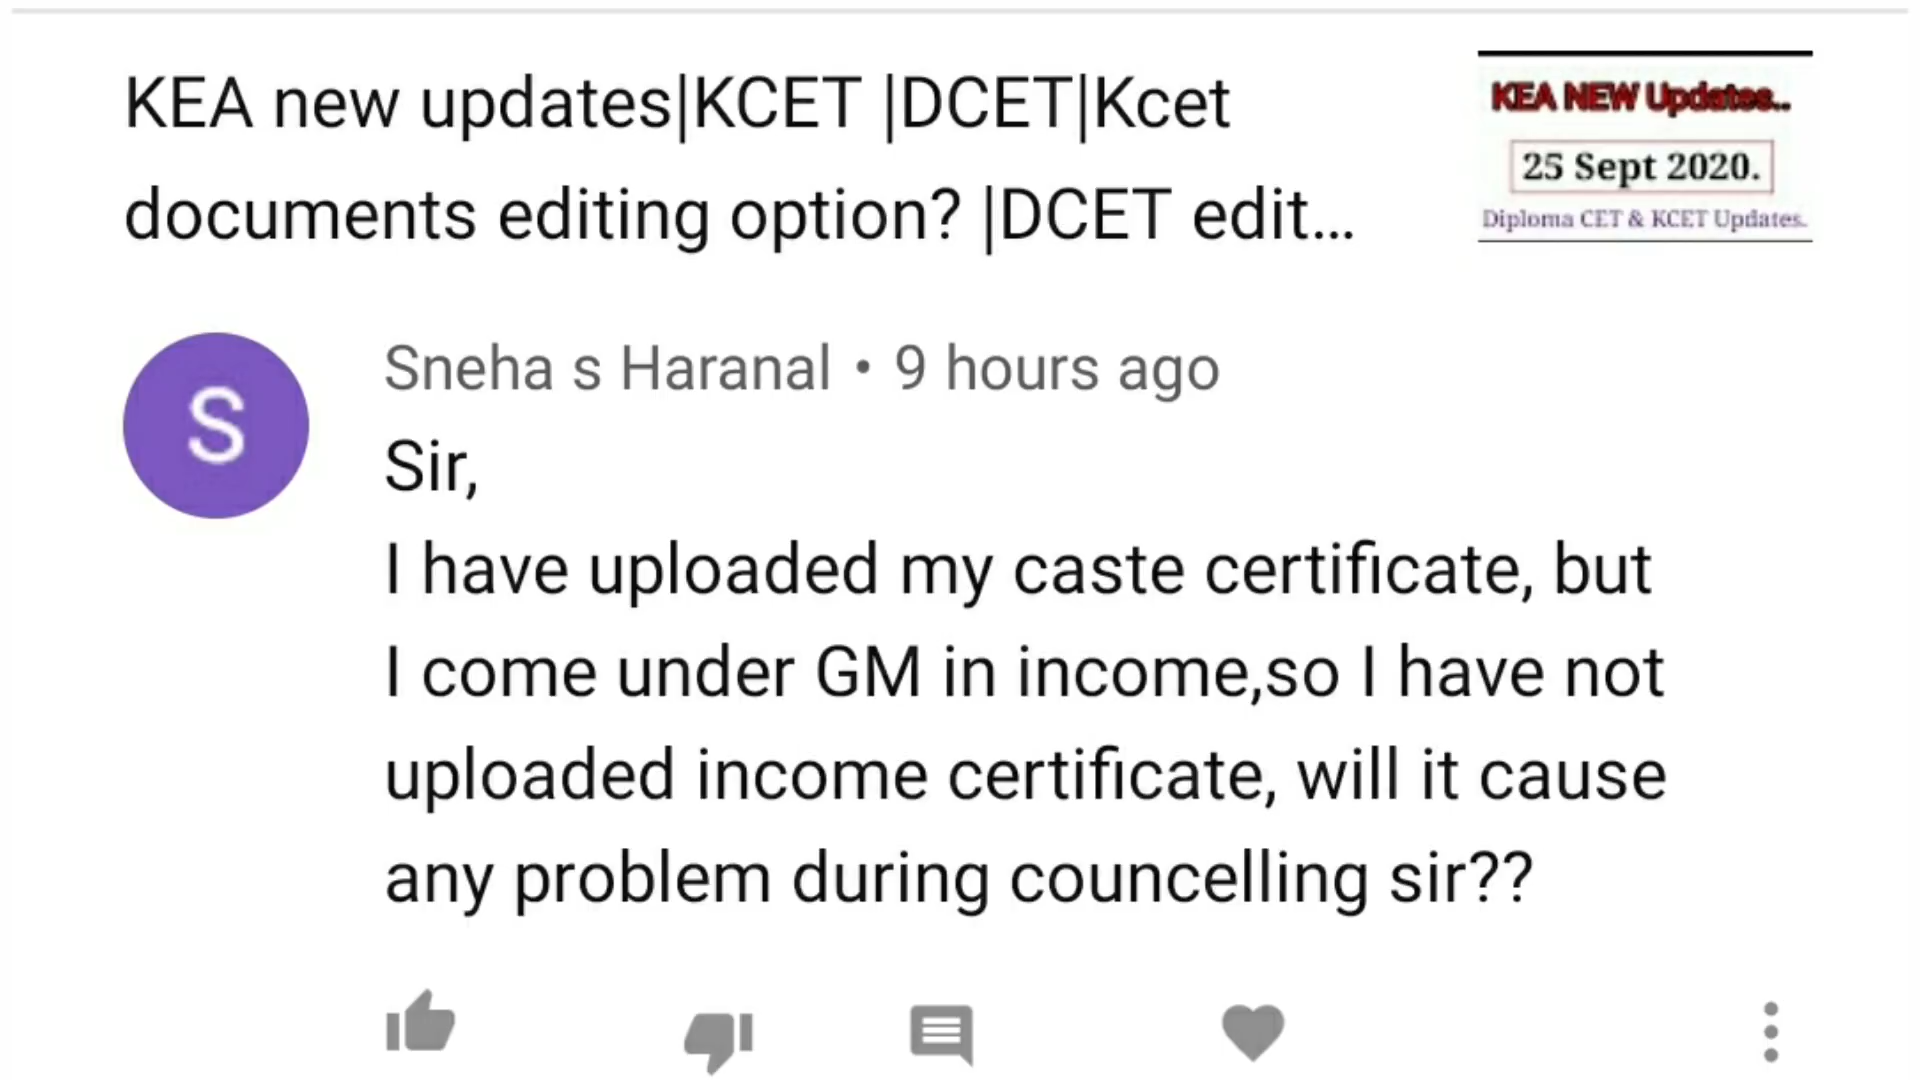 KEA new updates|KCET |DCET|Kcet
documents editing option? |DCET edit...
KEA NEW Updates..
25 Sept 2020.
Diploma CET & KCET Updates.
Sneha s Haranal • 9 hours ago
S
Sir,
I have uploaded my caste certificate, but
I come under GM in income,so I have not
uploaded income certificate, will it cause
any problem during councelling sir??